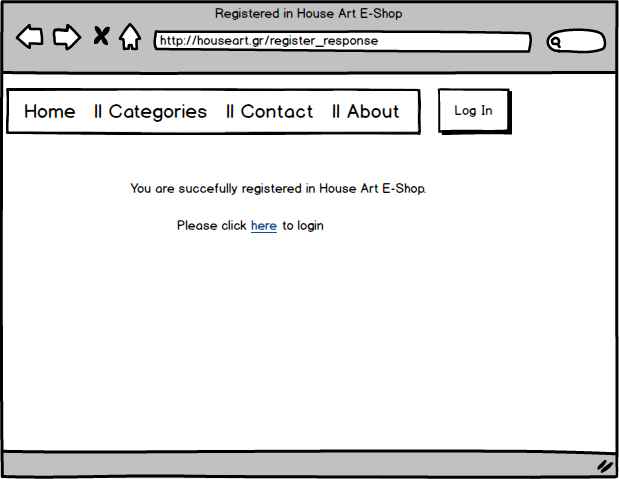 Registered in House Art E-Shop
http://houseart.gr/register_response
Home || Categories || Contact || About
Log In
You are succefully registered in House Art E-Shop.
Please click here to login